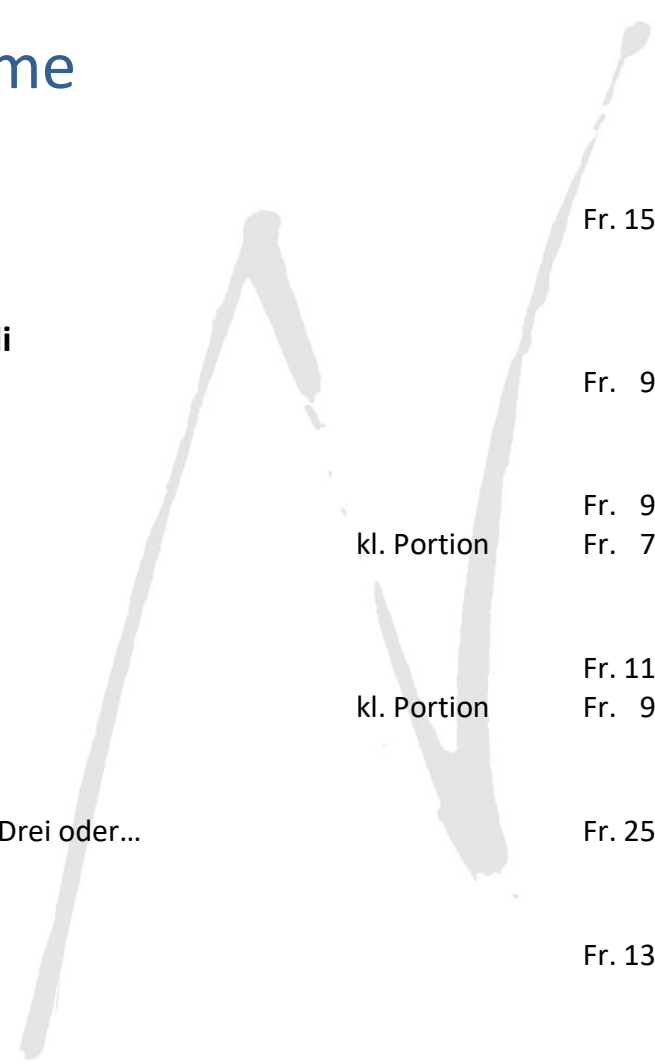 me
Fr. 15
li
Fr. 9
Fr. 9
kl. Portion Fr. 7
Fr. 11
kl. Portion Fr. 9
Drei oder…
Fr. 25
Fr. 13